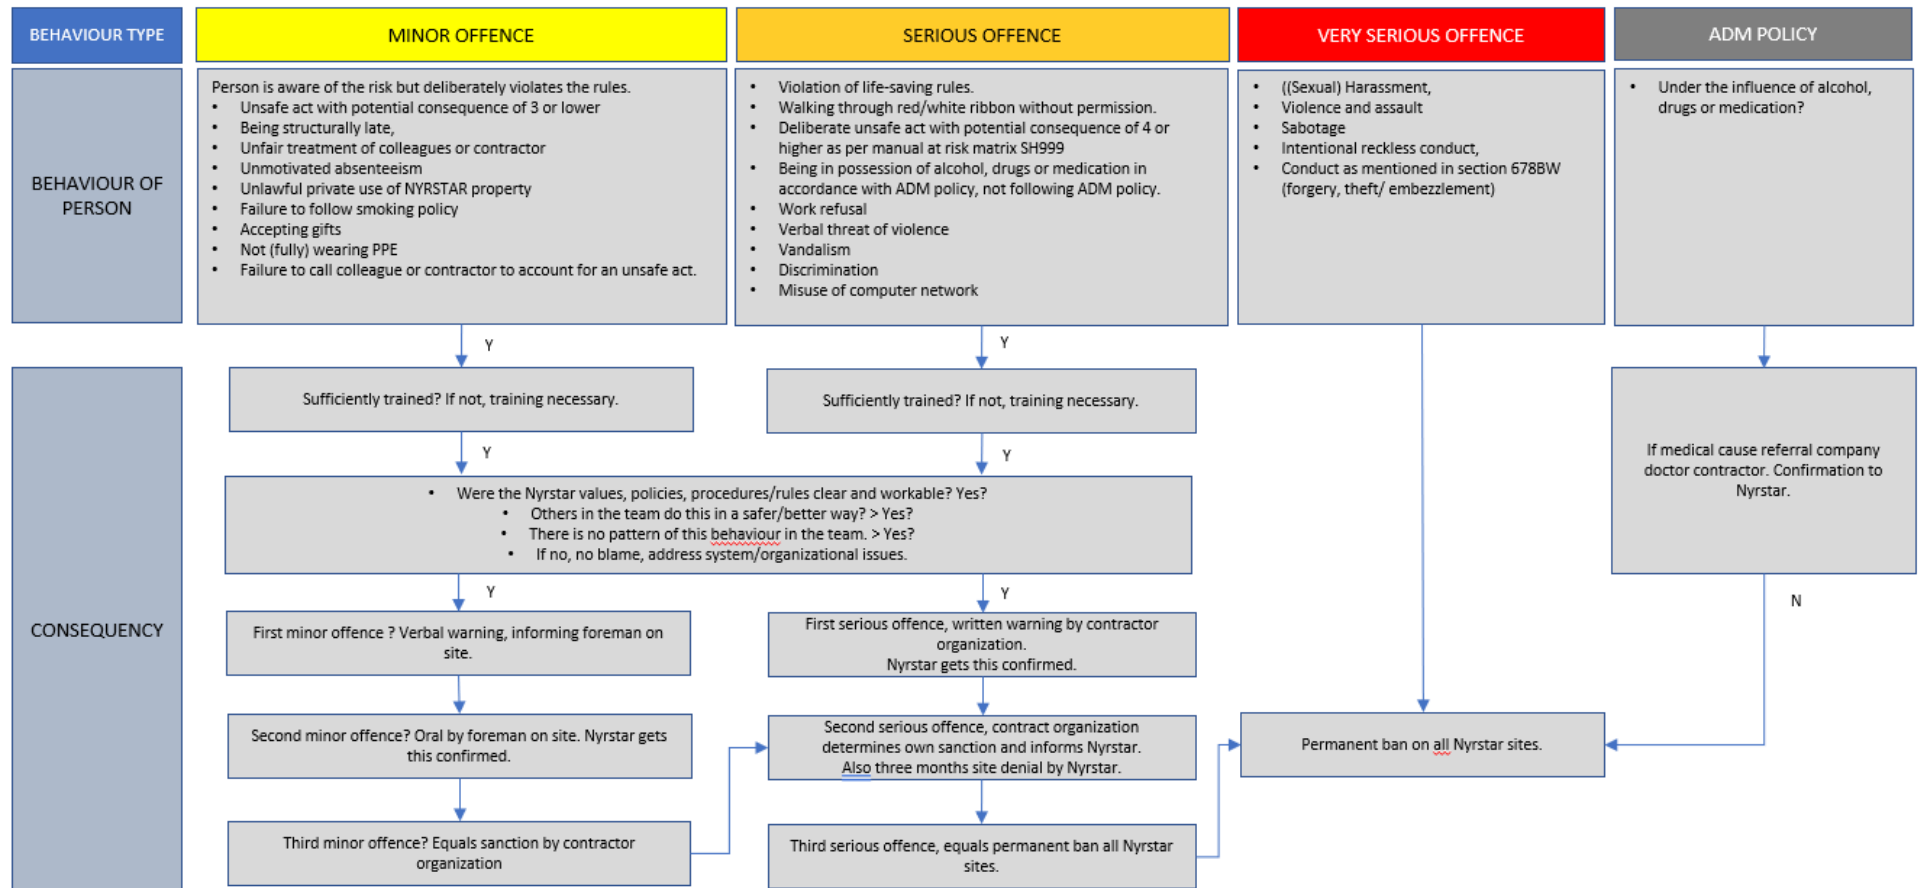 BEHAVIOUR TYPE
MINOR OFFENCE
SERIOUS OFFENCE
VERY SERIOUS OFFENCE
ADM POLICY
BEHAVIOUR OF
PERSON
Person is aware of the risk but deliberately violates the rules.
• Unsafe act with potential consequence of 3 or lower
• Being structurally late,
• Unfair treatment of colleagues or contractor
• Unmotivated absenteeism
• Unlawful private use of NYRSTAR property
• Failure to follow smoking policy
• Accepting gifts
• Not (fully) wearing PPE
• Failure to call colleague or contractor to account for an unsafe act.
• Violation of life-saving rules.
• Walking through red/white ribbon without permission.
• Deliberate unsafe act with potential consequence of 4 or
higher as per manual at risk matrix SH999
• Being in possession of alcohol, drugs or medication in
accordance with ADM policy, not following ADM policy.
• Work refusal
• Verbal threat of violence
• Vandalism
• Discrimination
• Misuse of computer network
• ((Sexual) Harassment,
• Violence and assault
• Sabotage
• Intentional reckless conduct,
• Conduct as mentioned in section 678BW
(forgery, theft/ embezzlement)
• Under the influence of alcohol,
drugs or medication?
Y
Y
CONSEQUENCY
Sufficiently trained? If not, training necessary.
Sufficiently trained? If not, training necessary.
If medical cause referral company
doctor contractor. Confirmation to
Nyrstar.
Y
Y
• Were the Nyrstar values, policies, procedures/rules clear and workable? Yes?
• Others in the team do this in a safer/better way? > Yes?
• There is no pattern of this behaviour in the team. > Yes?
• If no, no blame, address system/organizational issues.
Y
Y
N
First minor offence ? Verbal warning, informing foreman on
site.
First serious offence, written warning by contractor
organization.
Nyrstar gets this confirmed.
Second minor offence? Oral by foreman on site. Nyrstar gets
this confirmed.
Second serious offence, contract organization
determines own sanction and informs Nyrstar.
Also three months site denial by Nyrstar.
Permanent ban on all Nyrstar sites.
Third minor offence? Equals sanction by contractor
organization
Third serious offence, equals permanent ban all Nyrstar
sites.